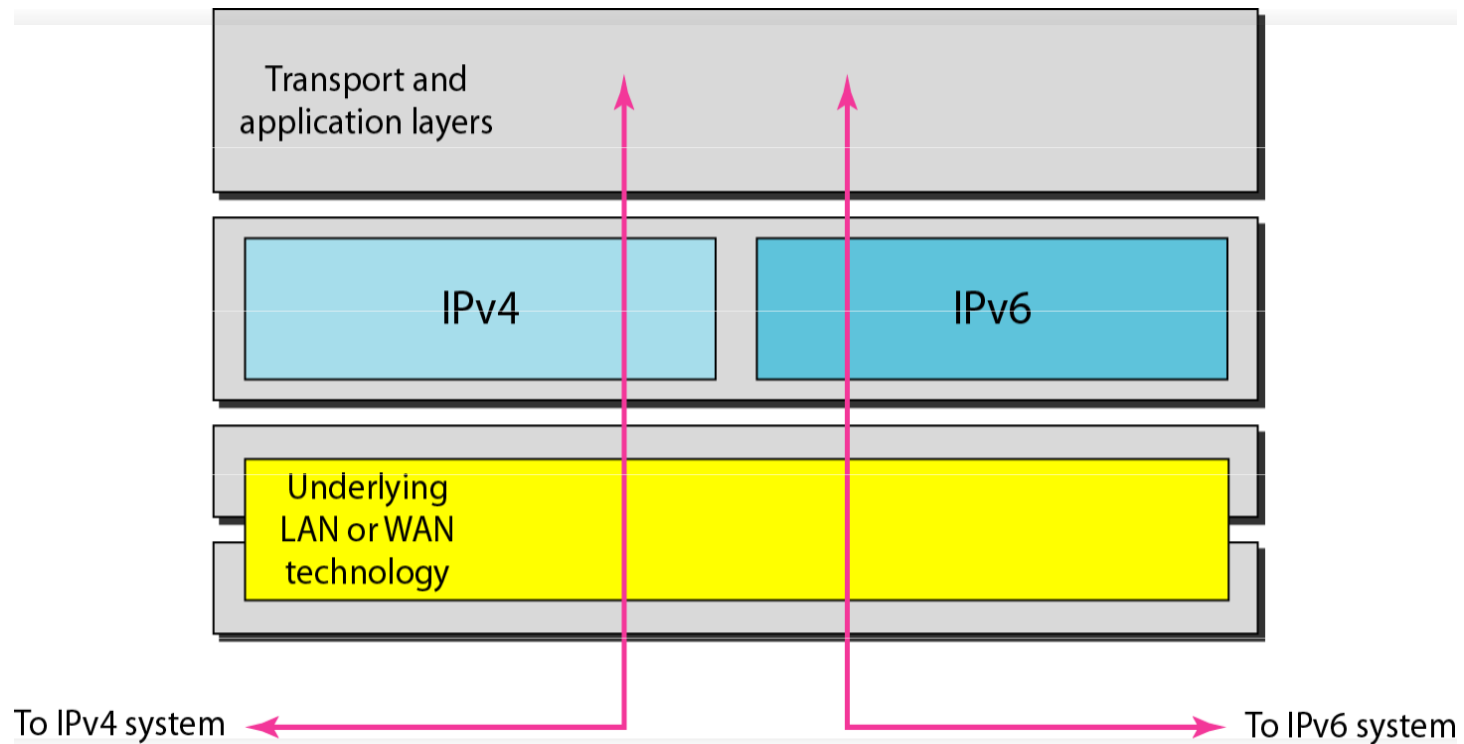 Transport and
application layers
IPv4
IPv6
Underlying
LAN or WAN
technology
To IPv4 system
To IPv6 system